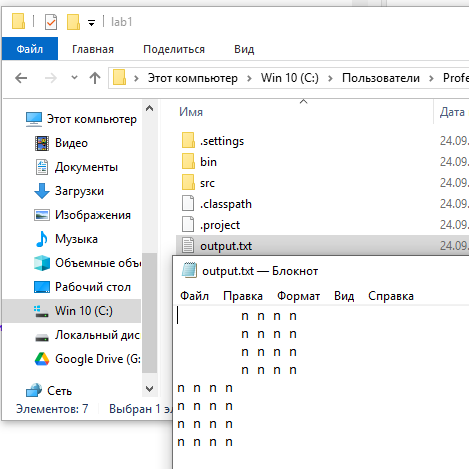 lab1
Файл Главная Поделиться Вид
Этот компьютер Win 10 (C:) Пользователи Profe
Имя Дата
Этот компьютер
Видео
Документы
Загрузки
Изображения
Музыка
Объемные объе
Рабочий стол
Win 10 (C:)
Локальный дис
Google Drive (G:
Сеть
.settings 24.09.
bin 24.09.
src 24.09.
.classpath 24.09.
.project 24.09.
output.txt 24.09.
Элементов: 7 Выбран 1 эл
output.txt — Блокнот
Файл Правка Формат Вид Справка
n n n n
n n n n
n n n n
n n n n
n n n n
n n n n
n n n n
n n n n